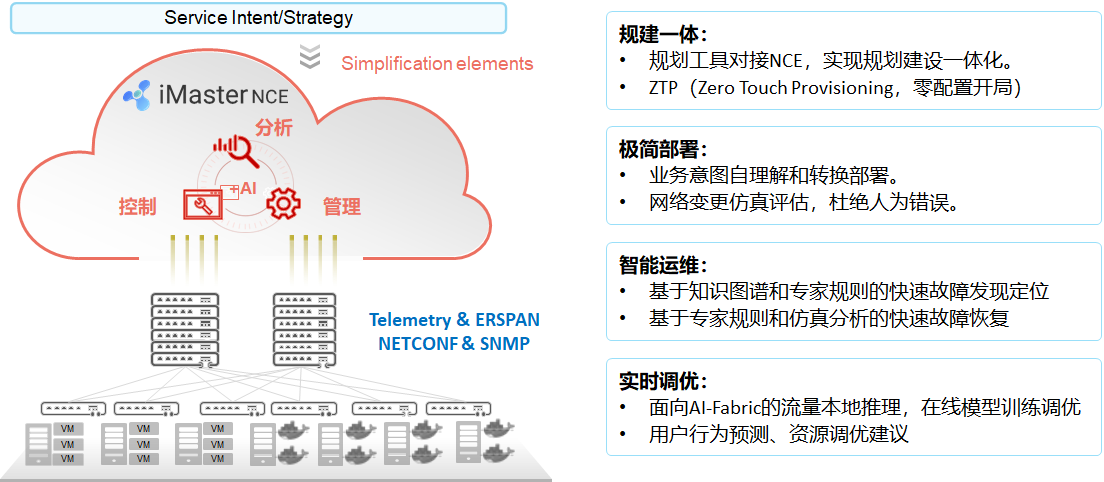 Service Intent/Strategy
Simplification elements
iMaster NCE
分析
AI
控制
管理
Telemetry & ERSPAN
NETCONF & SNMP
VM VM VM
VM VM VM
VM VM VM
规建一体：
• 规划工具对接NCE，实现规划建设一体化。
• ZTP（Zero Touch Provisioning，零配置开局）
极简部署：
• 业务意图自理解和转换部署。
• 网络变更仿真评估，杜绝人为错误。
智能运维：
• 基于知识图谱和专家规则的快速故障发现定位
• 基于专家规则和仿真分析的快速故障恢复
实时调优：
• 面向AI-Fabric的流量本地推理，在线模型训练调优
• 用户行为预测、资源调优建议